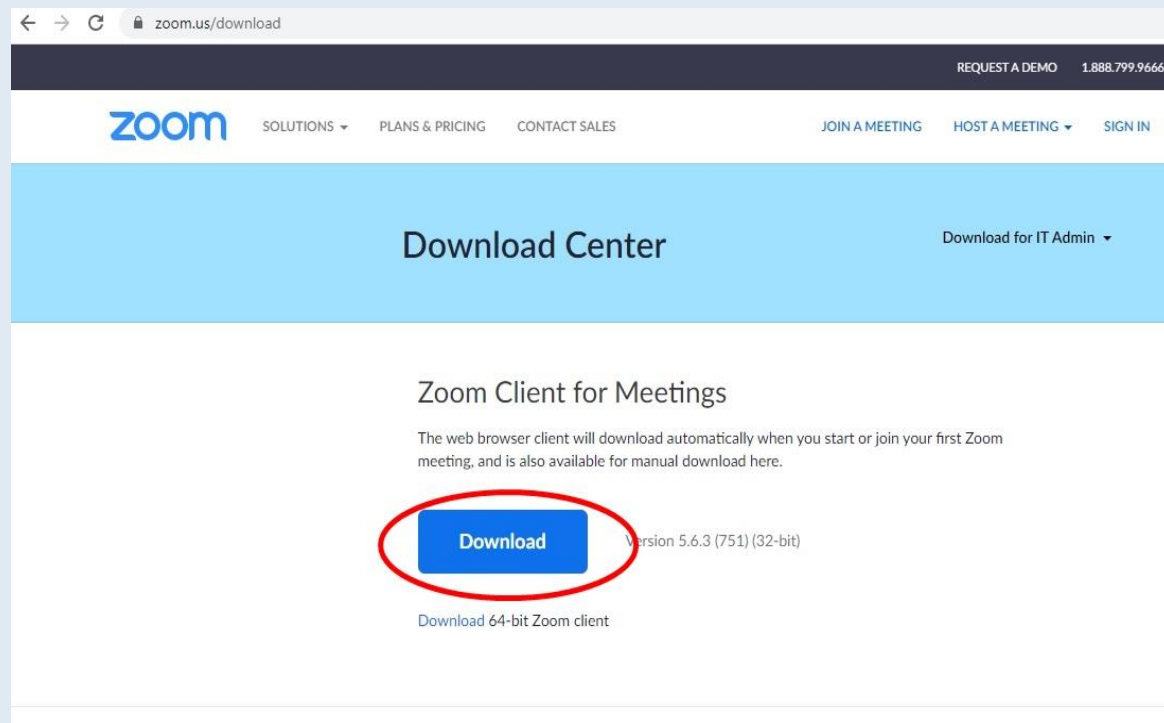 zoom.us/download
REQUEST A DEMO 1.888.799.9666
zoom SOLUTIONS PLANS & PRICING CONTACT SALES JOIN A MEETING HOST A MEETING SIGN IN
Download Center Download for IT Admin
Zoom Client for Meetings
The web browser client will download automatically when you start or join your first Zoom
meeting, and is also available for manual download here.
Download Version 5.6.3 (751) (32-bit)
Download 64-bit Zoom client